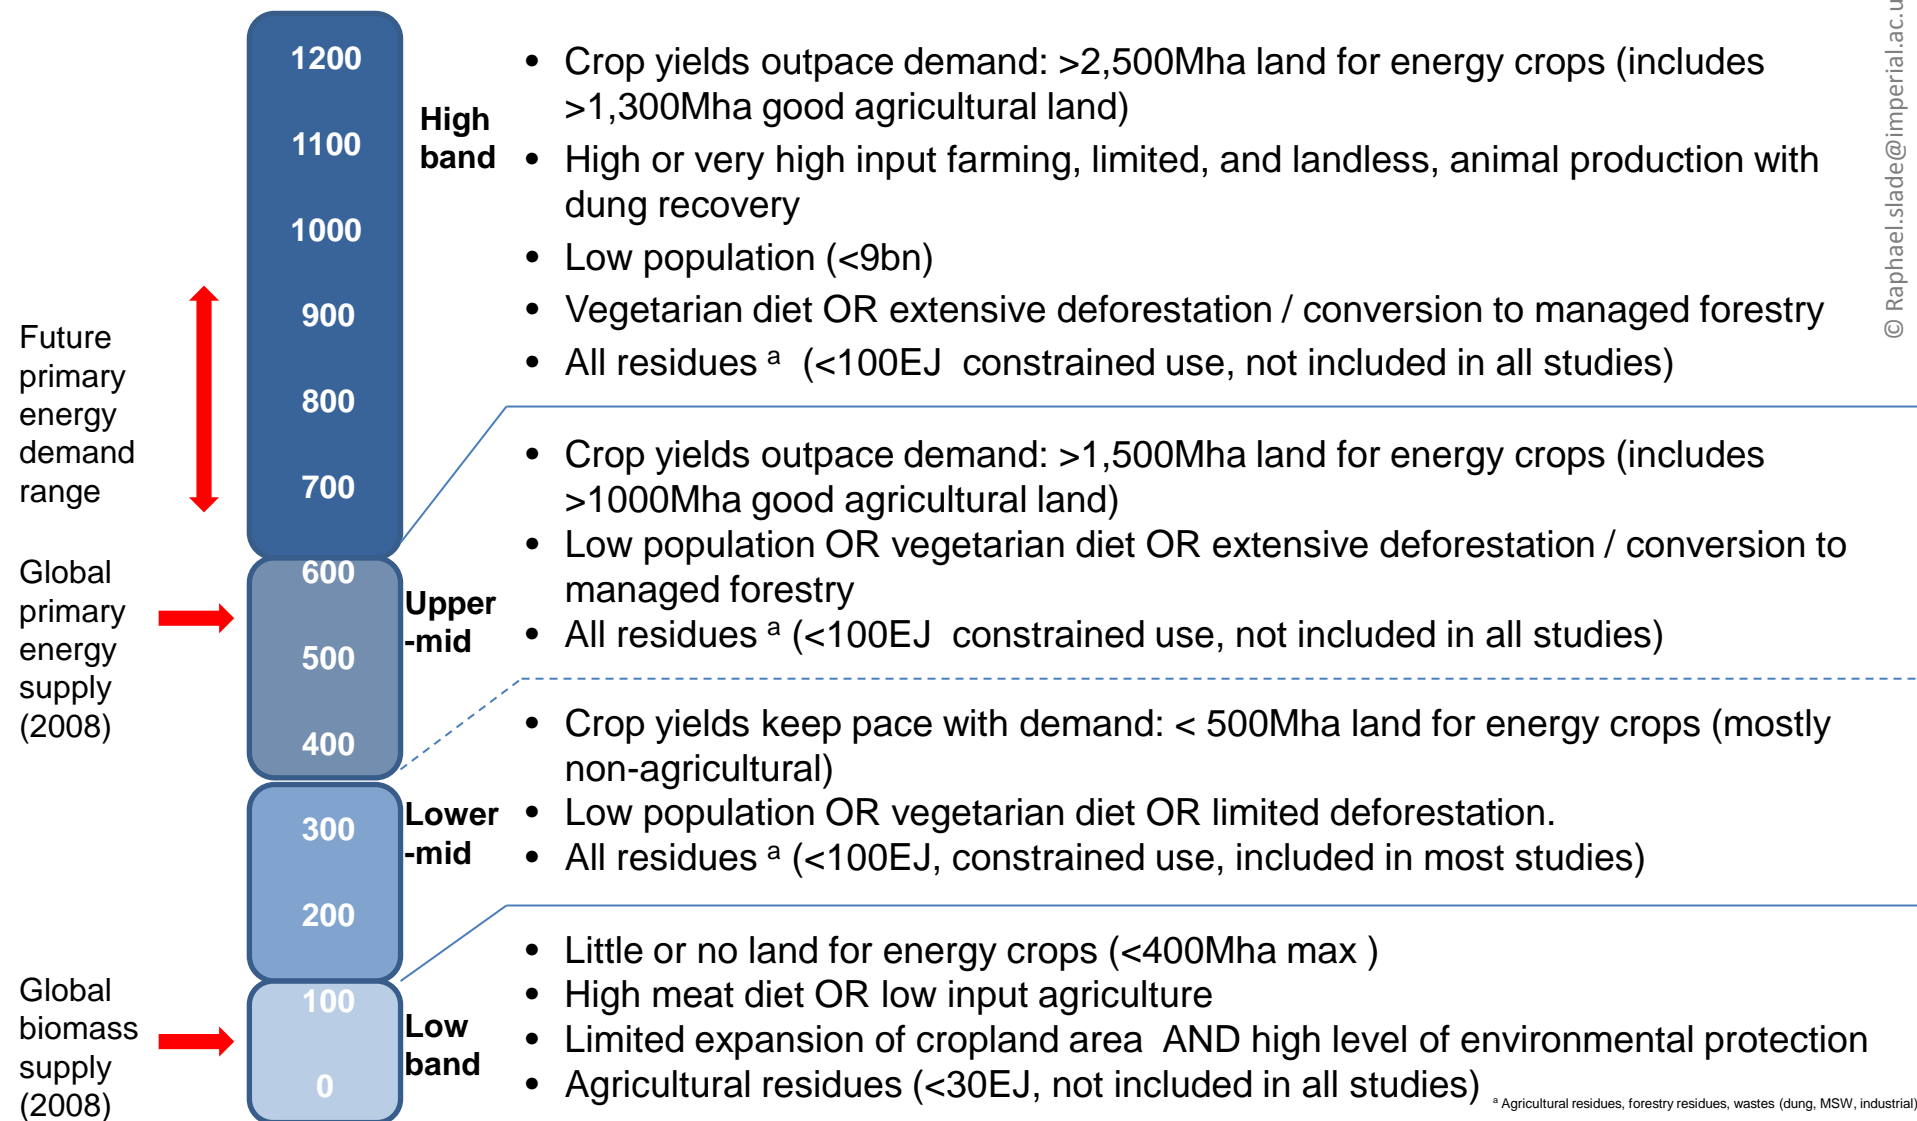 1200
1100
1000
900
800
700
600
500
400
300
200
100
0
High
band
Upper
-mid
Lower
-mid
Low
band
Future
primary
energy
demand
range
Global
primary
energy
supply
(2008)
Global
biomass
supply
(2008)
• Crop yields outpace demand: >2,500Mha land for energy crops (includes
>1,300Mha good agricultural land)
• High or very high input farming, limited, and landless, animal production with
dung recovery
• Low population (<9bn)
• Vegetarian diet OR extensive deforestation / conversion to managed forestry
• All residues ᵃ (<100EJ constrained use, not included in all studies)
• Crop yields outpace demand: >1,500Mha land for energy crops (includes
>1000Mha good agricultural land)
• Low population OR vegetarian diet OR extensive deforestation / conversion to
managed forestry
• All residues ᵃ (<100EJ constrained use, not included in all studies)
• Crop yields keep pace with demand: < 500Mha land for energy crops (mostly
non-agricultural)
• Low population OR vegetarian diet OR limited deforestation.
• All residues ᵃ (<100EJ, constrained use, included in most studies)
• Little or no land for energy crops (<400Mha max )
• High meat diet OR low input agriculture
• Limited expansion of cropland area AND high level of environmental protection
• Agricultural residues (<30EJ, not included in all studies)
ᵃ Agricultural residues, forestry residues, wastes (dung, MSW, industrial)
© Raphael.slade@imperial.ac.u